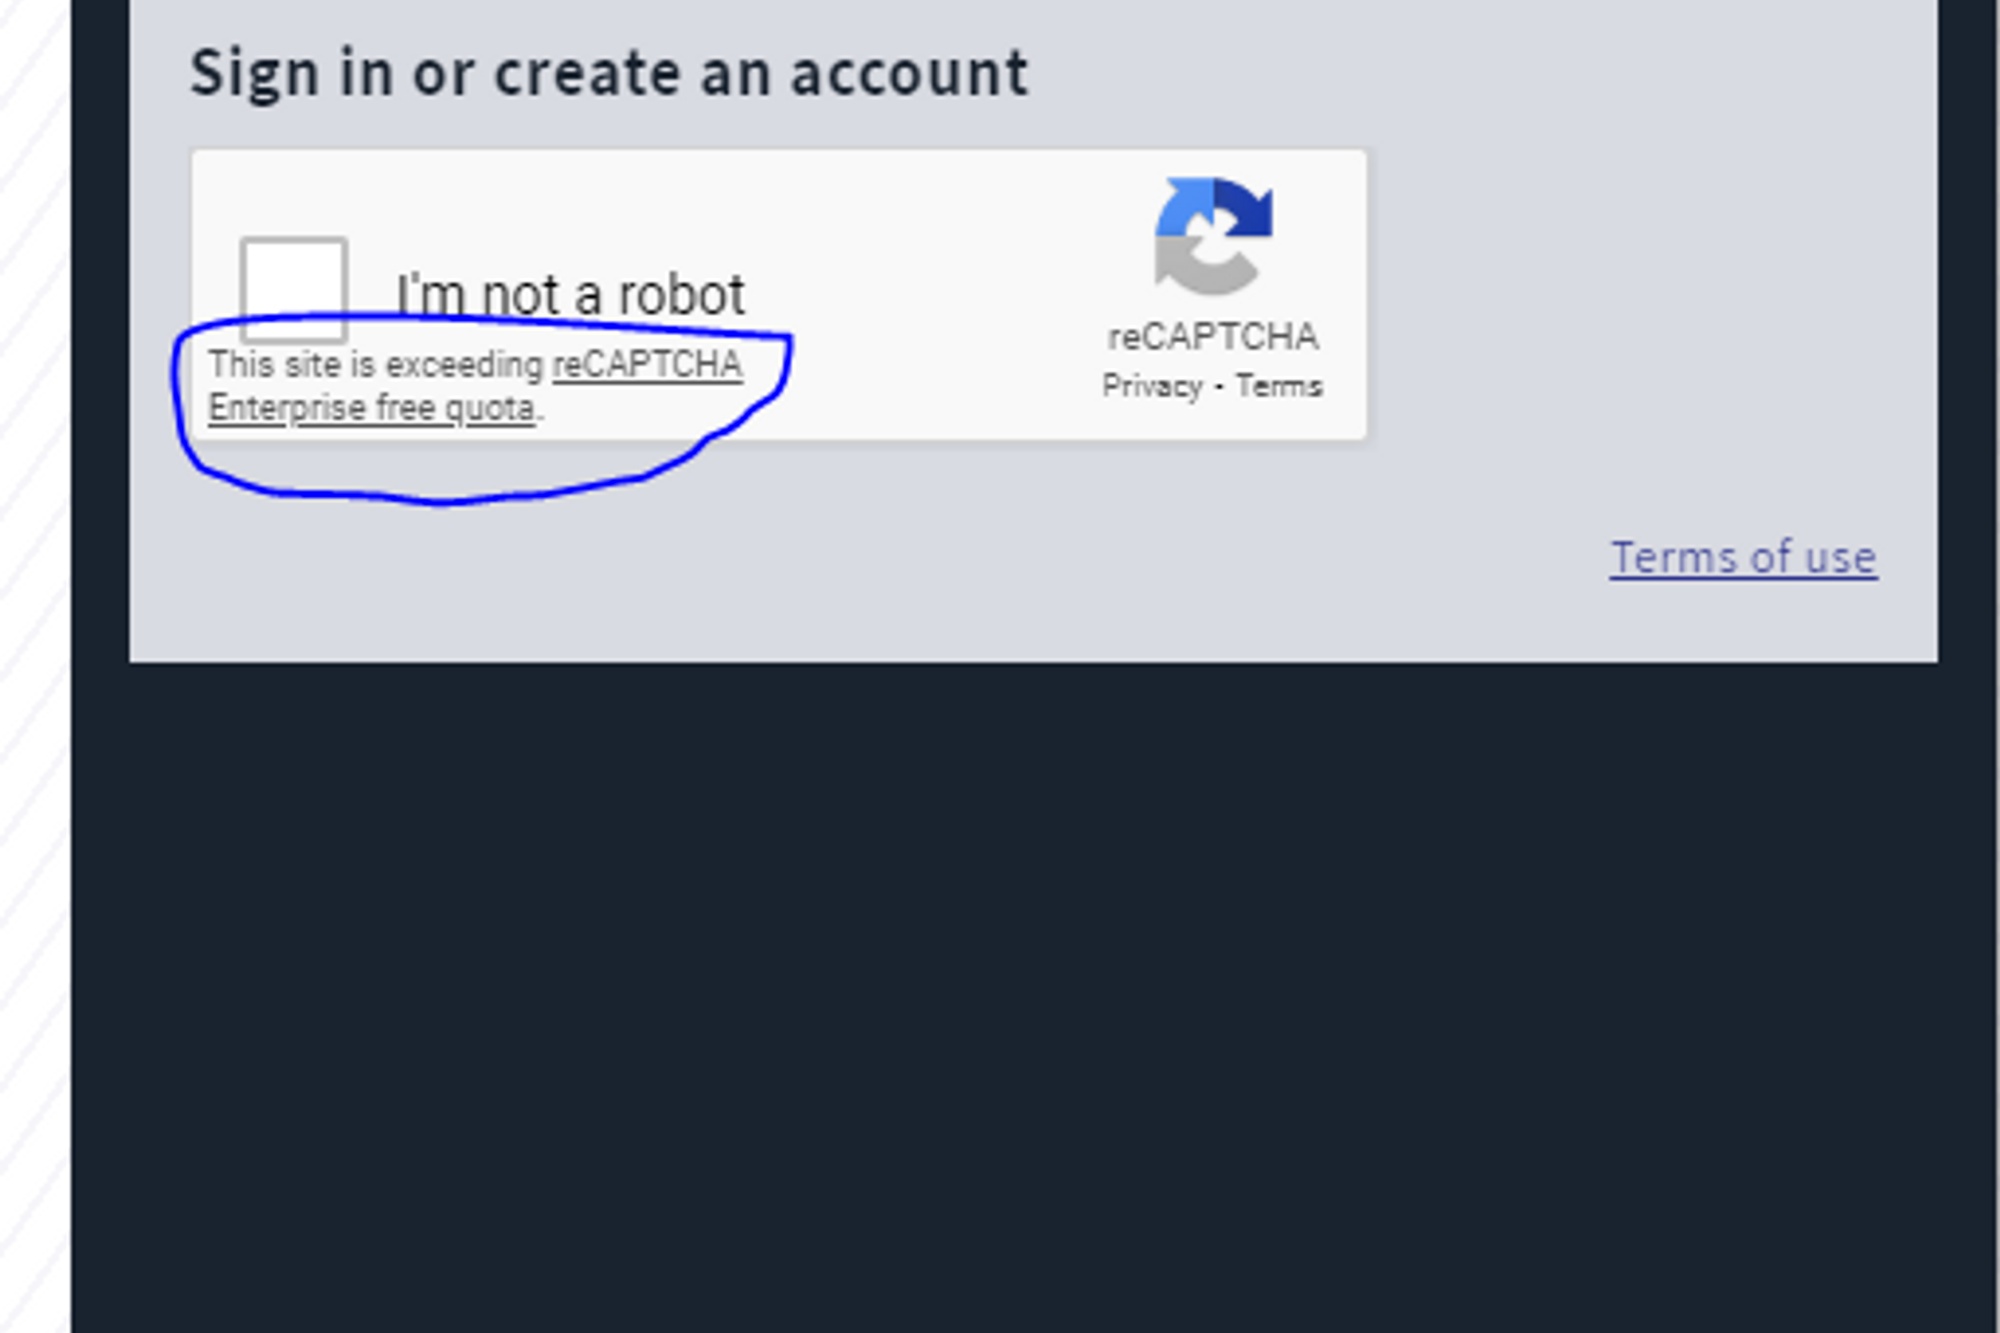 Sign in or create an account
I'm not a robot
This site is exceeding reCAPTCHA
Enterprise free quota.
reCAPTCHA
Privacy - Terms
Terms of use